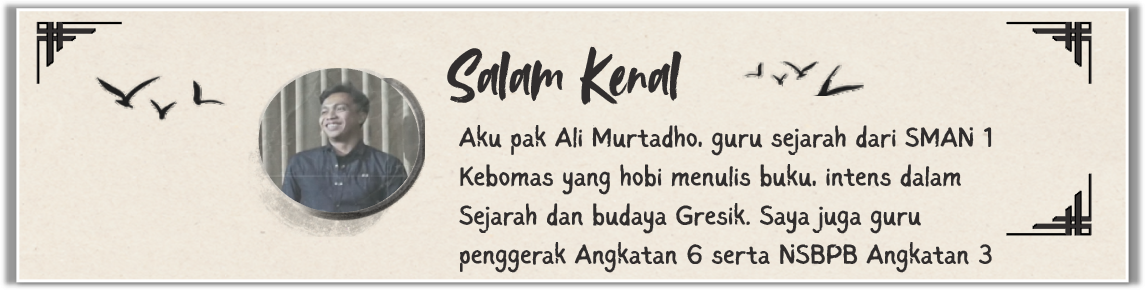 Salam Kenal
Aku pak Ali Murtadho. guru sejarah dari SMAN 1
Kebomas yang hobi menulis buku. intens dalam
Sejarah dan budaya Gresik. Saya juga guru
penggerak Angkatan 6 serta NSBPB Angkatan 3